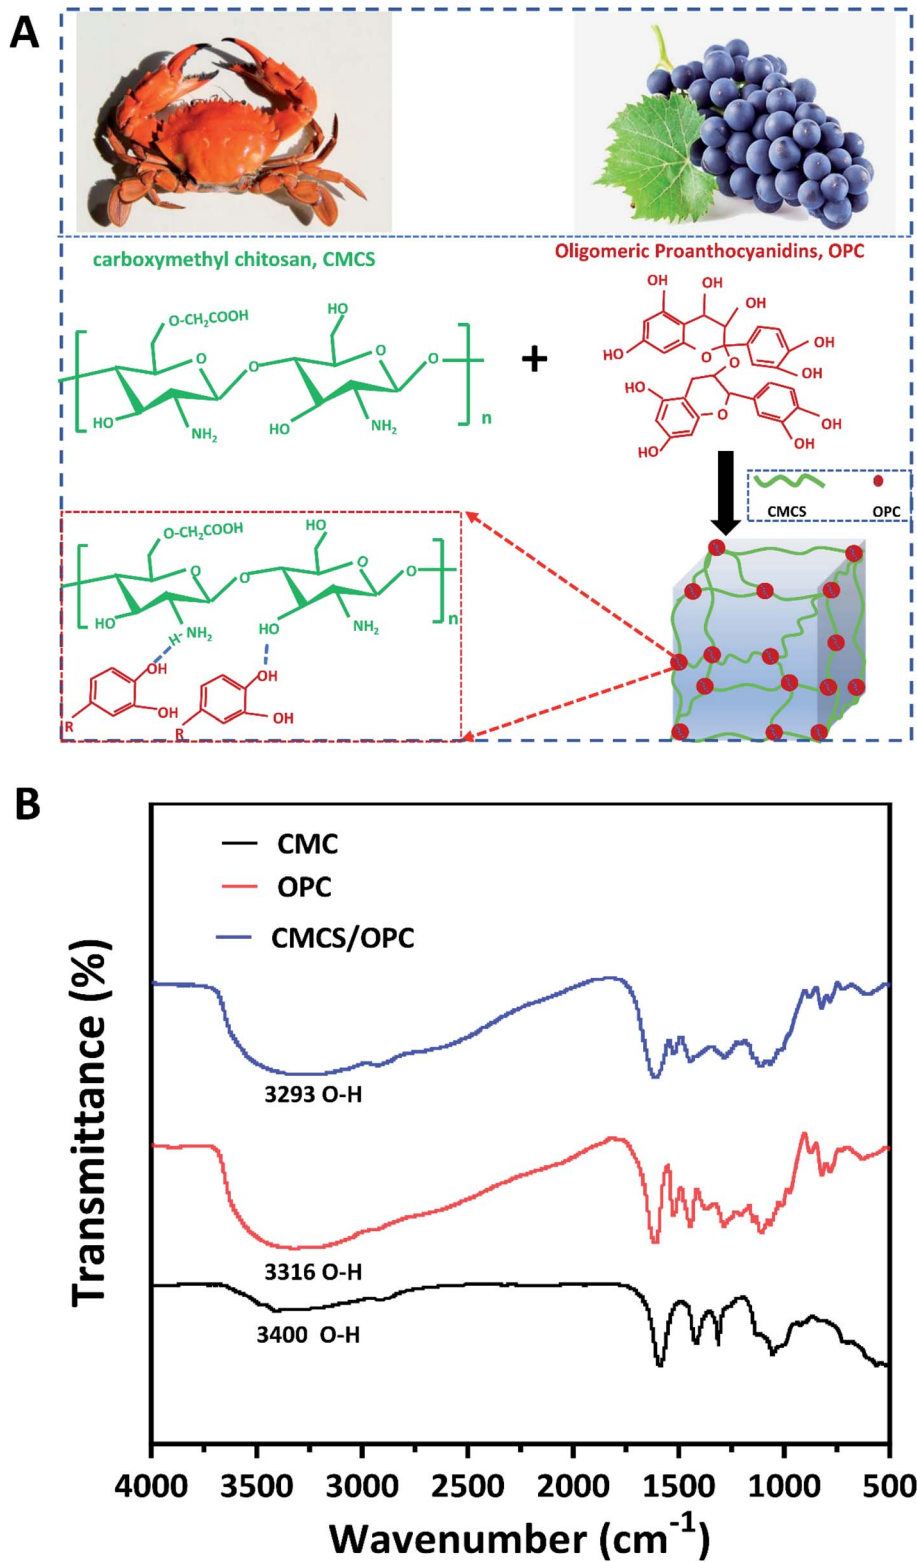 A
carboxymethyl chitosan, CMCS
Oligomeric Proanthocyanidins, OPC
O-CH₂COOH
HO
O
O
O
O
HO
NH₂
HO
NH₂
n
+
OH
OH
OH
HO
O
O
OH
OH
HO
O
OH
OH
HO
CMCS
OPC
O-CH₂COOH
HO
O
O
O
O
HO
H-NH₂
HO
NH₂
n
OH
OH
R
OH
OH
R
B
CMC
OPC
CMCS/OPC
3293 O-H
3316 O-H
3400 O-H
Transmittance (%)
4000 3500 3000 2500 2000 1500 1000 500
Wavenumber (cm⁻¹)